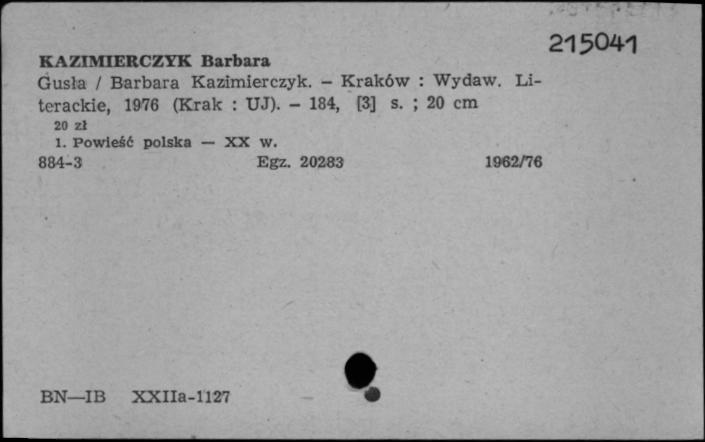 215041
KAZIMIERCZYK Barbara
Gusła / Barbara Kazimierczyk. – Kraków : Wydaw. Li-
terackie, 1976 (Krak : UJ). – 184, [3] s. ; 20 cm
20 zł
1. Powieść polska — XX w.
884-3 Egz. 20283 1962/76
BN—IB XXIIa-1127